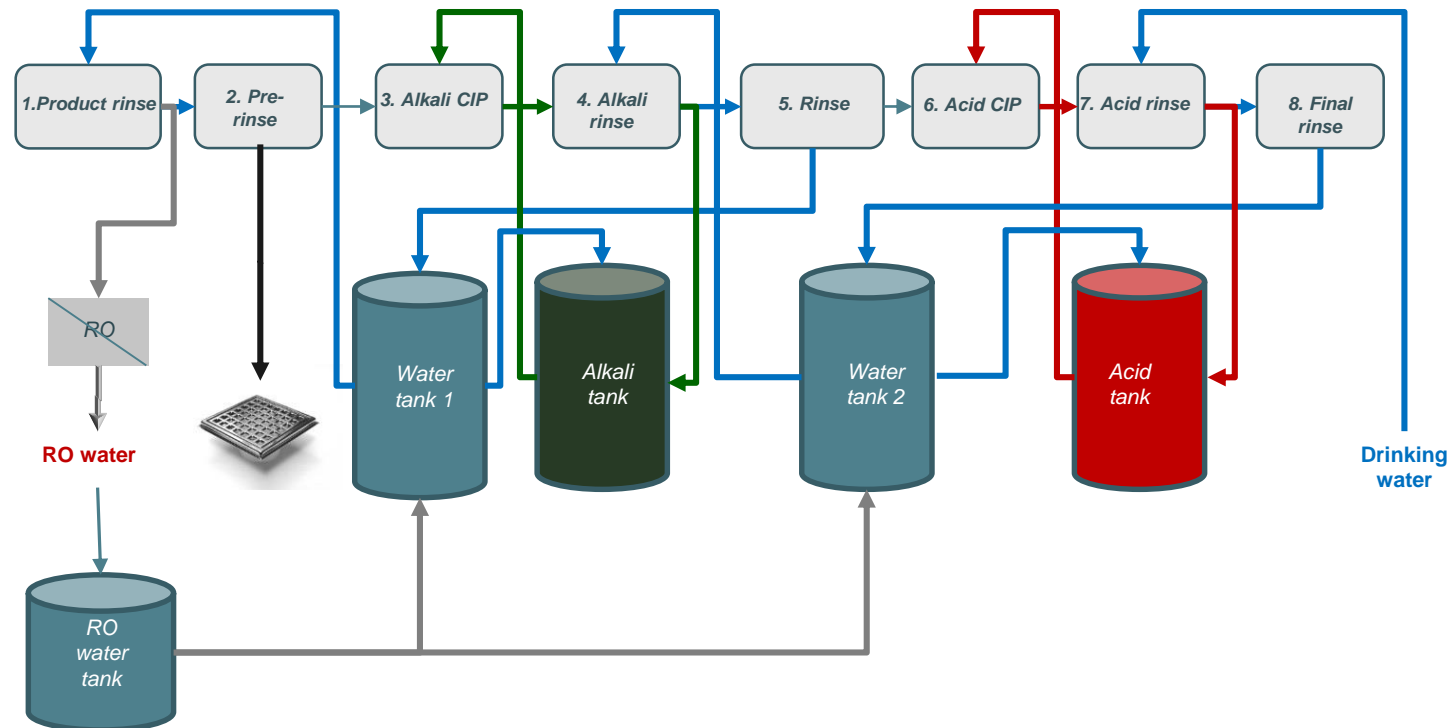 1.Product rinse
2. Pre-
rinse
3. Alkali CIP
4. Alkali
rinse
5. Rinse
6. Acid CIP
7. Acid rinse
8. Final
rinse
RO
RO water
Water
tank 1
Alkali
tank
Water
tank 2
Acid
tank
Drinking
water
RO
water
tank